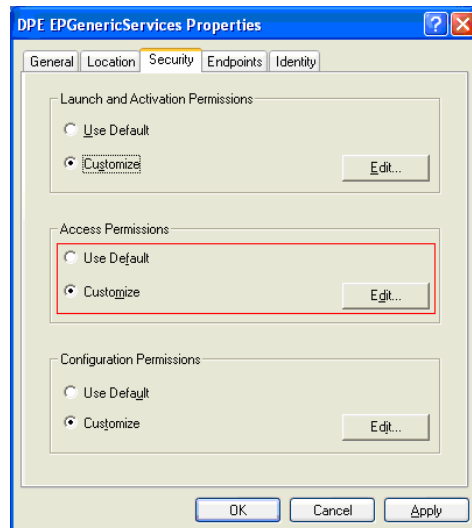 DPE EPGenericServices Properties
General Location Security Endpoints Identity
Launch and Activation Permissions
Use Default
Customize
Edit...
Access Permissions
Use Default
Customize
Edit...
Configuration Permissions
Use Default
Customize
Edit...
OK Cancel Apply